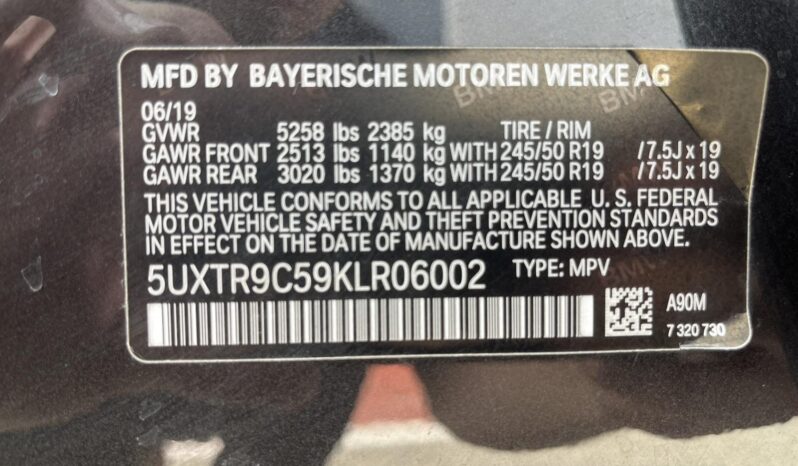 MFD BY BAYERISCHE MOTOREN WERKE AG
06/19
GVWR 5258 lbs 2385 kg TIRE / RIM
GAWR FRONT 2513 lbs 1140 kg WITH 245/50 R19 /7.5J x 19
GAWR REAR 3020 lbs 1370 kg WITH 245/50 R19 /7.5J x 19
THIS VEHICLE CONFORMS TO ALL APPLICABLE U. S. FEDERAL
MOTOR VEHICLE SAFETY AND THEFT PREVENTION STANDARDS
IN EFFECT ON THE DATE OF MANUFACTURE SHOWN ABOVE.
5UXTR9C59KLR06002 TYPE: MPV
A90M
7 320 730